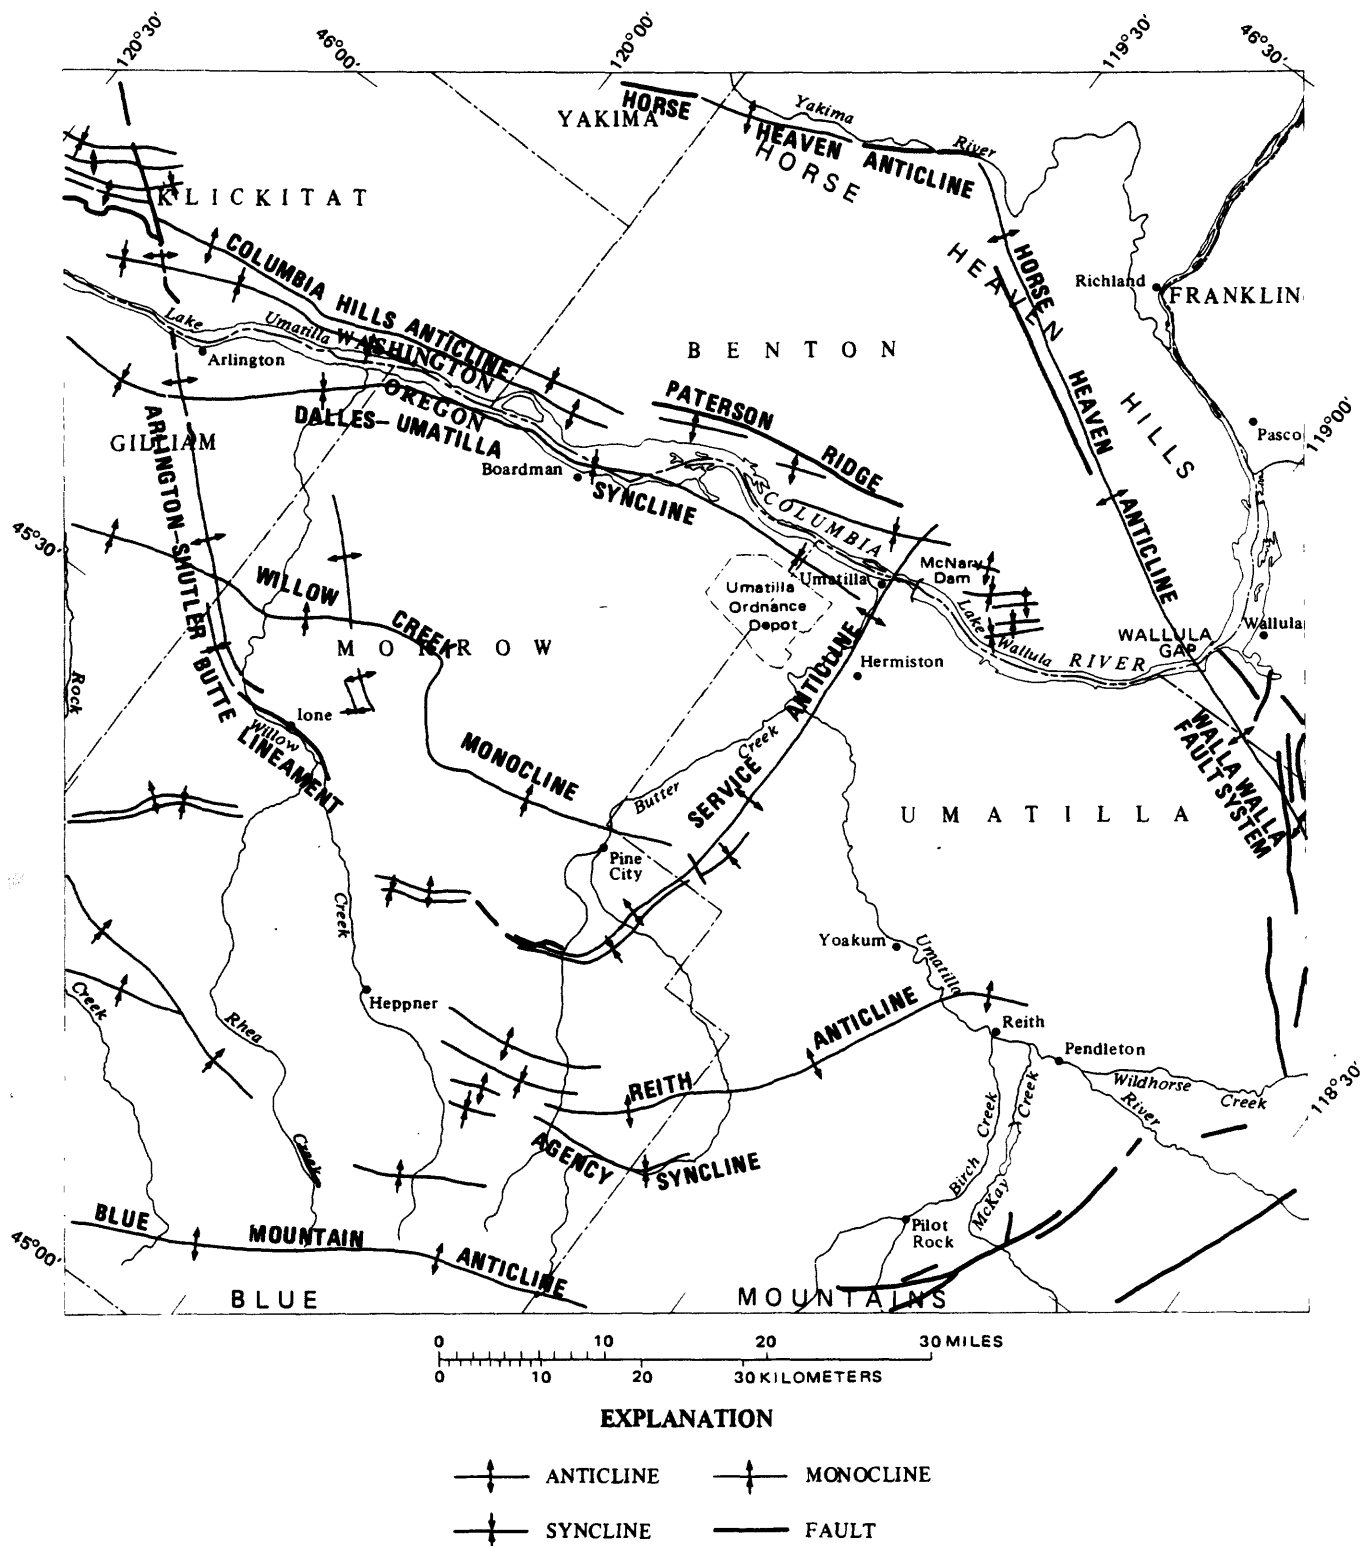 120°30'
46°00'
120°00'
119°30'
46°30'
HORSE
YAKIMA
Yakima
River
HEAVEN ANTICLINE
HORSE
KLICKITAT
HEAVEN
HILLS
HORSE
HEAVEN
ANTICLINE
Richland
FRANKLIN
COLUMBIA HILLS ANTICLINE
Lake
Umatilla
WASHINGTON
BENTON
Arlington
OREGON
PATERSON
RIDGE
DALLES-UMATILLA
SYNCLINE
GILLIAM
Boardman
Pasco
119°00'
COLUMBIA
45°30'
ARLINGTON-SHUTLER BUTTE
LINEAMENT
WILLOW
CREEK
MONOCLINE
MORROW
Umatilla
Ordnance
Depot
Umatilla
McNary
Dam
Lake
Wallula
RIVER
WALLULA
GAP
Wallula
Hermiston
SERVICE
ANTICLINE
Rock
Ione
Willow
Butter
Creek
WALLA WALLA
FAULT SYSTEM
UMATILLA
Pine
City
Creek
Yoakum
Umatilla
Creek
Heppner
Rhea
Creek
REITH
ANTICLINE
Reith
Pendleton
Wildhorse
Creek
River
118°30'
AGENCY
SYNCLINE
Birch
Creek
McKay
Creek
Pilot
Rock
45°00'
BLUE
MOUNTAIN
ANTICLINE
BLUE
MOUNTAINS
0 10 20 30 MILES
0 10 20 30 KILOMETERS
EXPLANATION
ANTICLINE
MONOCLINE
SYNCLINE
FAULT